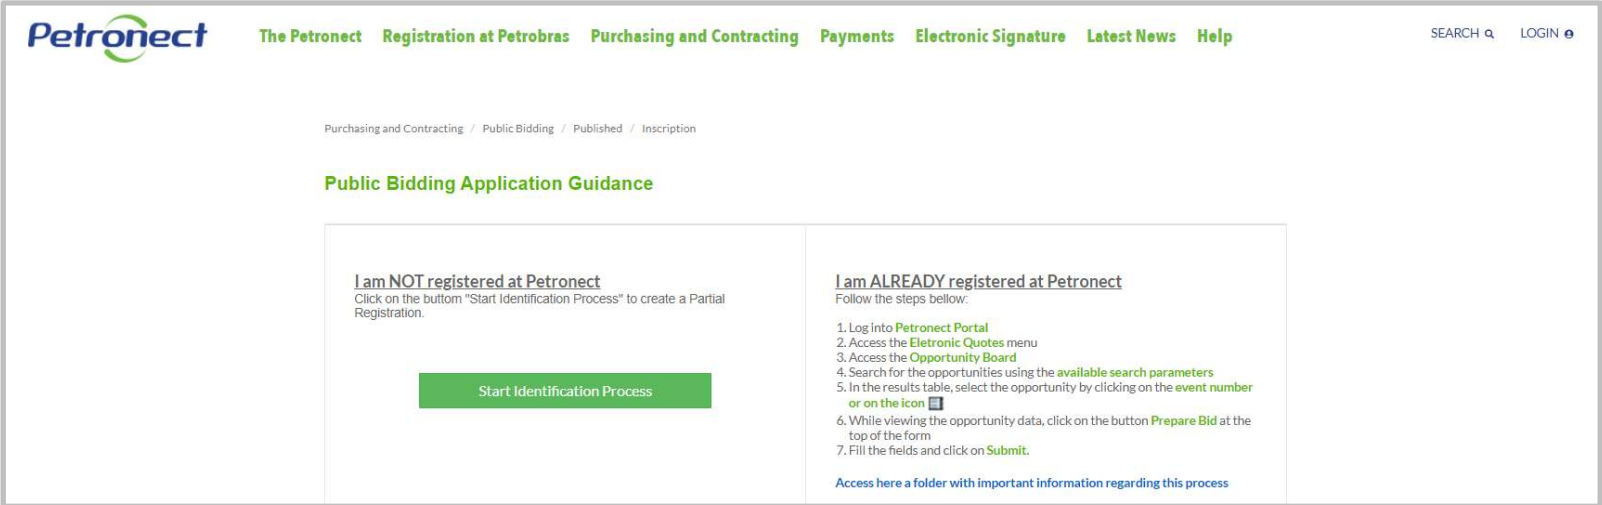 Petronect
The Petronect Registration at Petrobras Purchasing and Contracting Payments Electronic Signature Latest News Help
SEARCH LOGIN
Purchasing and Contracting / Public Bidding / Published / Inscription
Public Bidding Application Guidance
I am NOT registered at Petronect
Click on the buttom "Start Identification Process" to create a Partial
Registration.
Start Identification Process
I am ALREADY registered at Petronect
Follow the steps bellow:
1. Log into Petronect Portal
2. Access the Eletronic Quotes menu
3. Access the Opportunity Board
4. Search for the opportunities using the available search parameters
5. In the results table, select the opportunity by clicking on the event number
or on the icon
6. While viewing the opportunity data, click on the button Prepare Bid at the
top of the form
7. Fill the fields and click on Submit.
Access here a folder with important information regarding this process